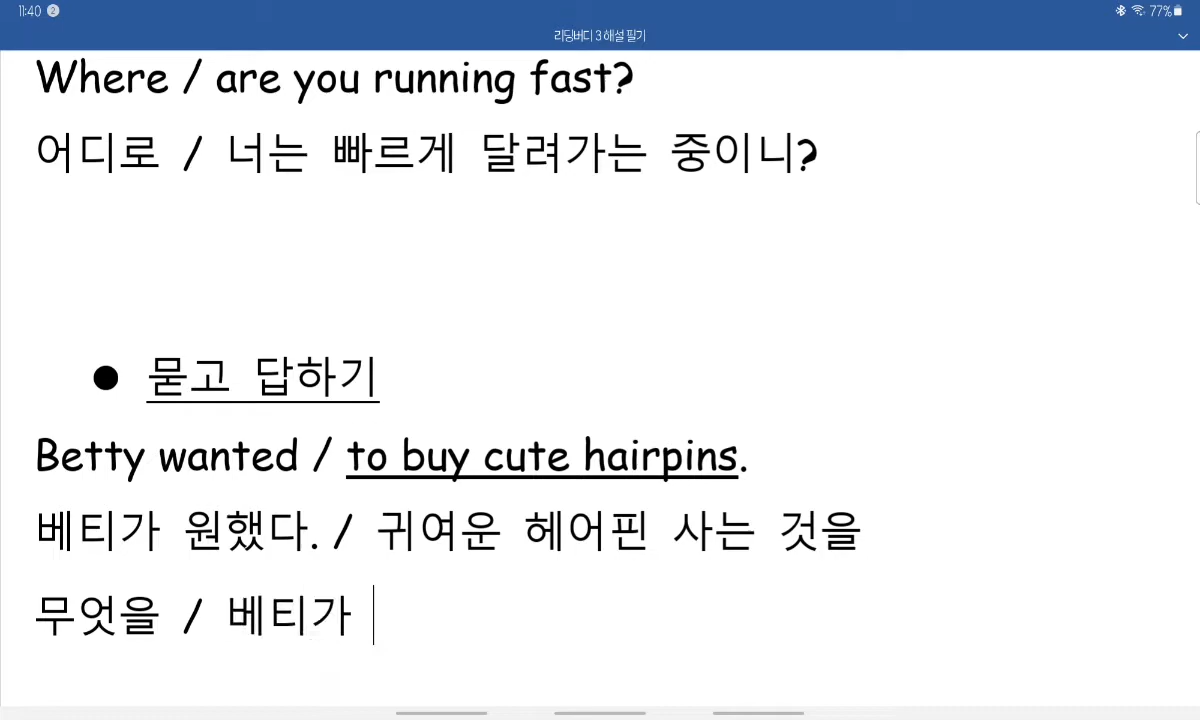 11:40 2 77%
리딩버디 3 해설 필기
Where / are you running fast?
어디로 / 너는 빠르게 달려가는 중이니?
● 묻고 답하기
Betty wanted / to buy cute hairpins.
베티가 원했다. / 귀여운 헤어핀 사는 것을
무엇을 / 베티가